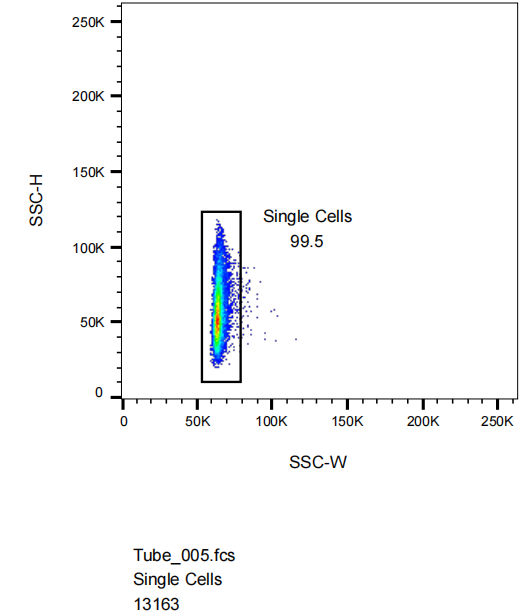 250K
200K
150K
100K
50K
0
SSC-H
Single Cells
99.5
0 50K 100K 150K 200K 250K
SSC-W
Tube_005.fcs
Single Cells
13163